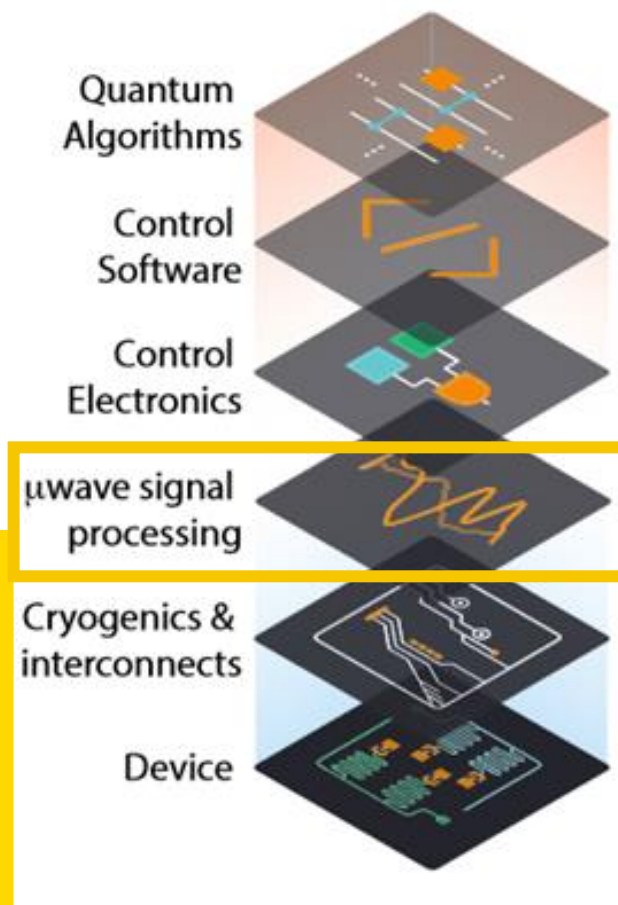 Quantum
Algorithms
Control
Software
Control
Electronics
μwave signal
processing
Cryogenics &
interconnects
Device